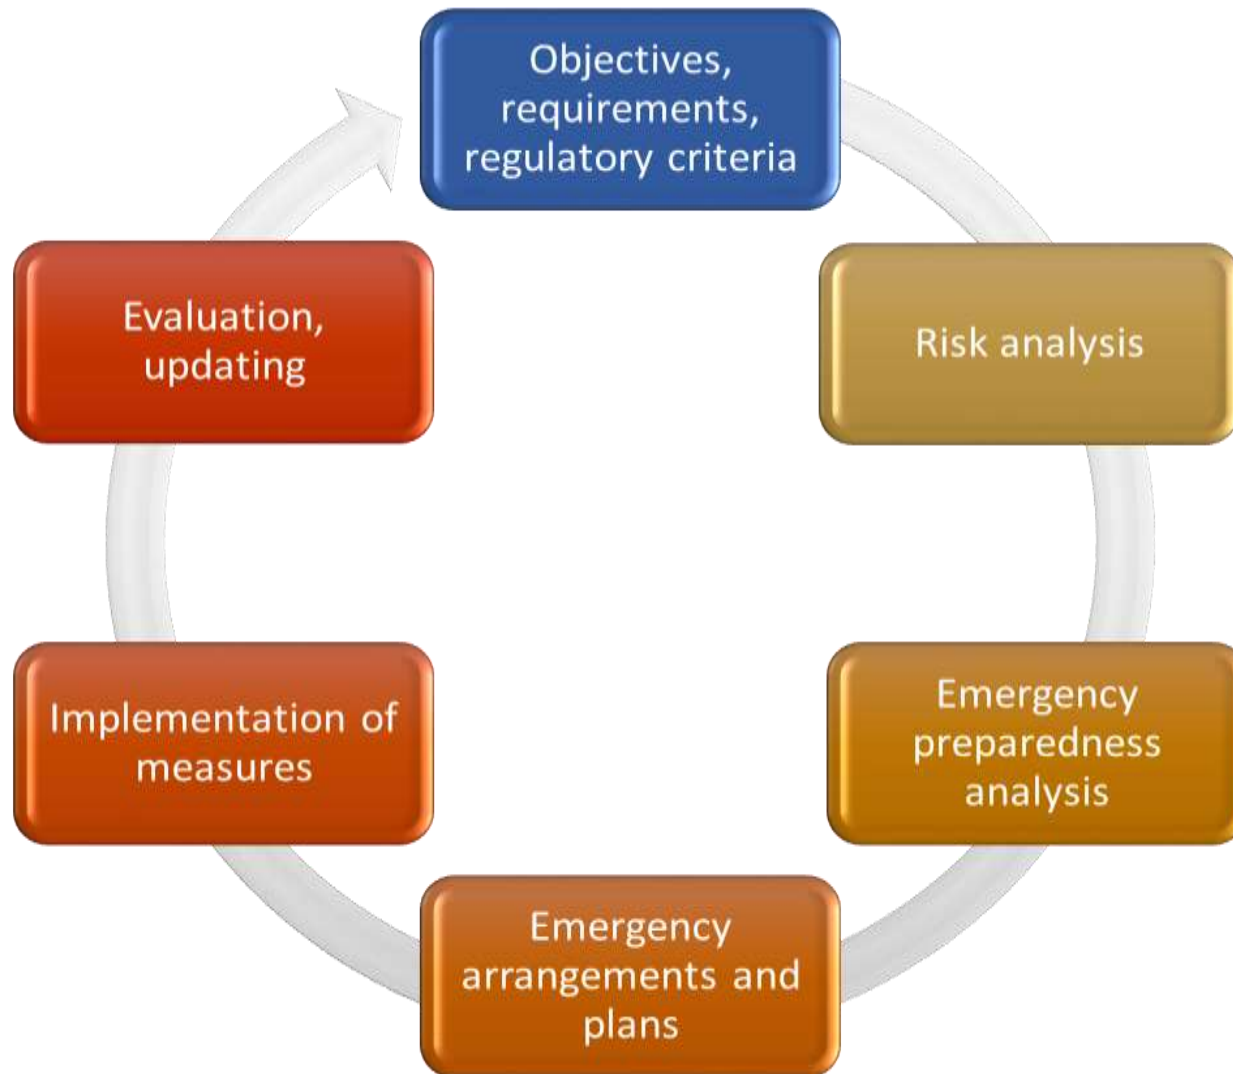 Objectives,
requirements,
regulatory criteria
Risk analysis
Emergency
preparedness
analysis
Emergency
arrangements and
plans
Implementation of
measures
Evaluation,
updating